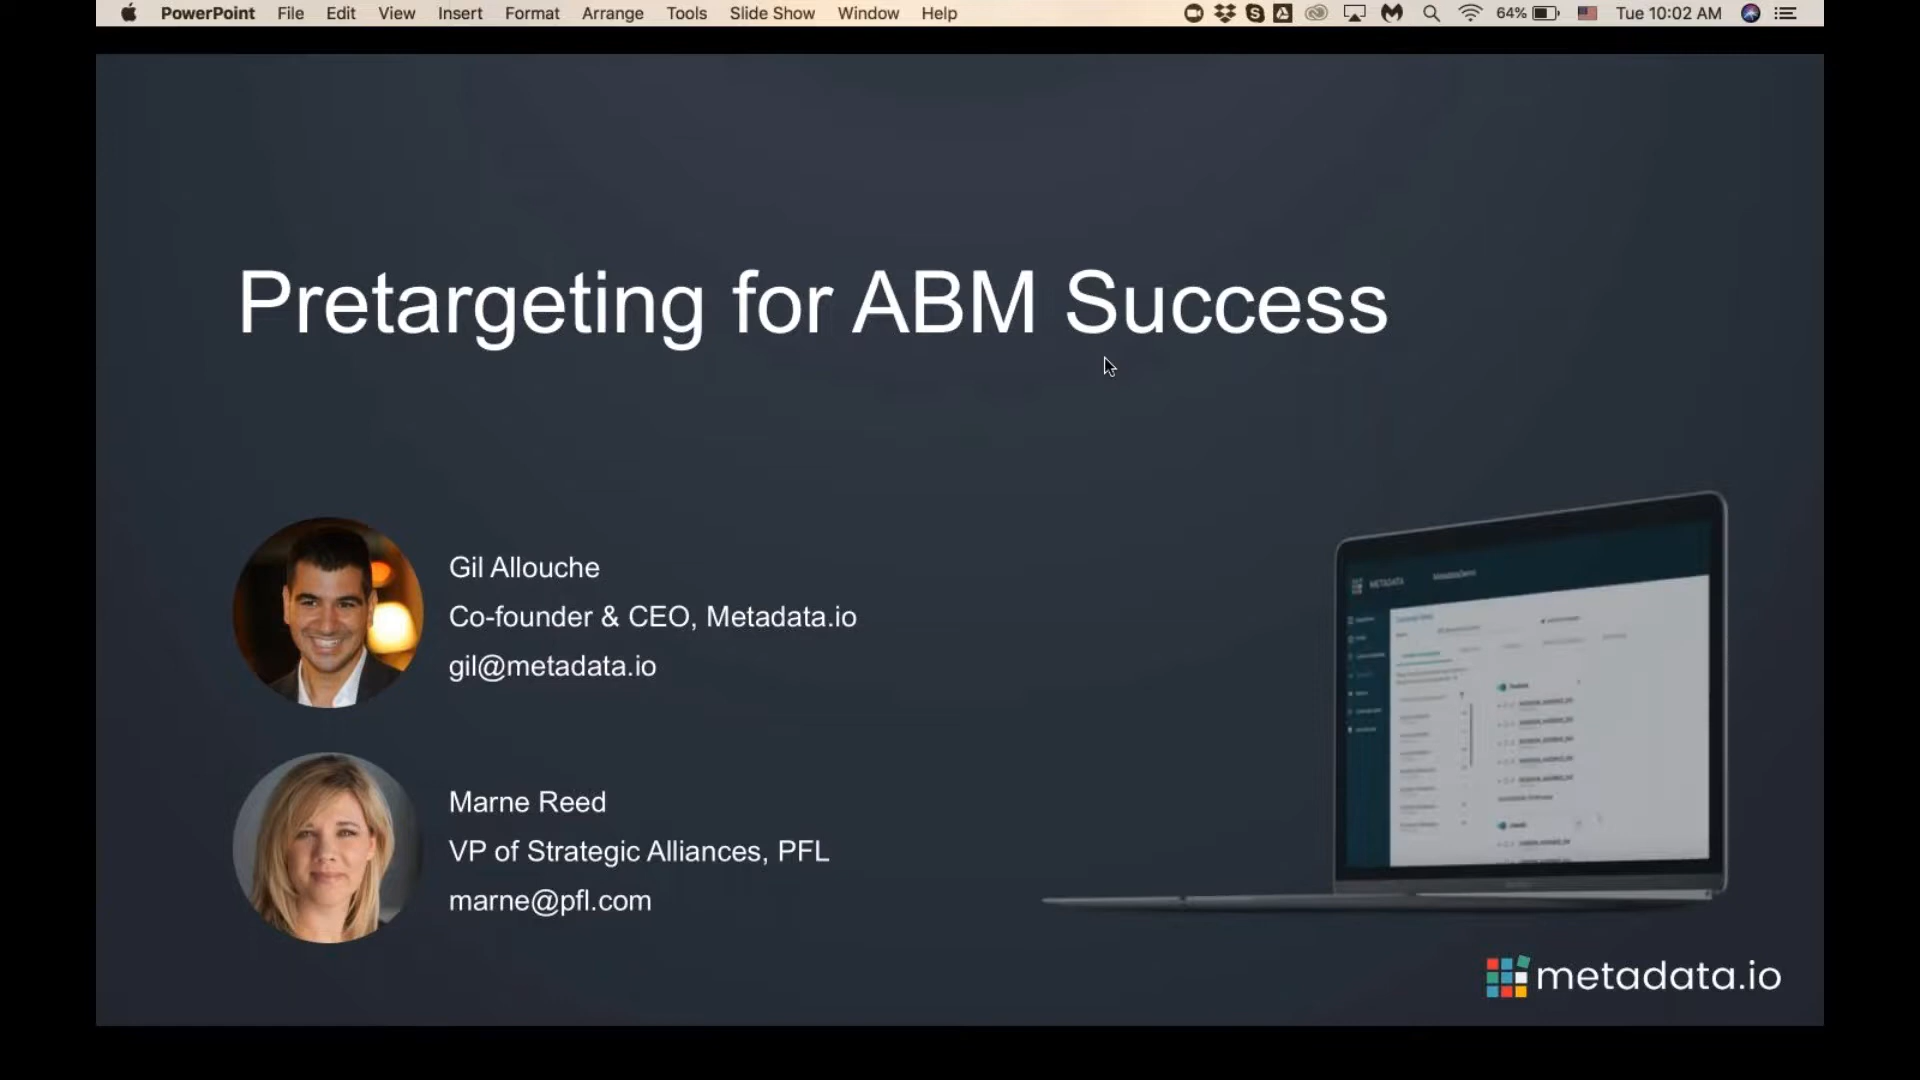 PowerPoint File Edit View Insert Format Arrange Tools Slide Show Window Help 64% Tue 10:02 AM
Pretargeting for ABM Success
Gil Allouche
Co-founder & CEO, Metadata.io
gil@metadata.io
Marne Reed
VP of Strategic Alliances, PFL
marne@pfl.com
METADATA
metadata.io